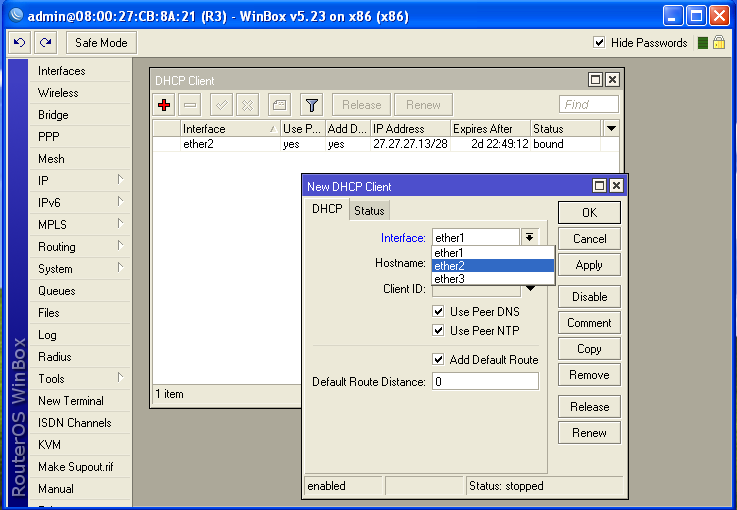 admin@08:00:27:CB:8A:21 (R3) - WinBox v5.23 on x86 (x86)
Safe Mode
Hide Passwords
RouterOS WinBox
Interfaces
Wireless
Bridge
PPP
Mesh
IP
IPv6
MPLS
Routing
System
Queues
Files
Log
Radius
Tools
New Terminal
ISDN Channels
KVM
Make Supout.rif
Manual
DHCP Client
Release
Renew
Find
Interface Use P... Add D... IP Address Expires After Status
ether2 yes yes 27.27.27.13/28 2d 22:49:12 bound
1 item
New DHCP Client
DHCP Status
Interface: ether1
ether1
ether2
ether3
Hostname:
Client ID:
Use Peer DNS
Use Peer NTP
Add Default Route
Default Route Distance: 0
OK
Cancel
Apply
Disable
Comment
Copy
Remove
Release
Renew
enabled
Status: stopped